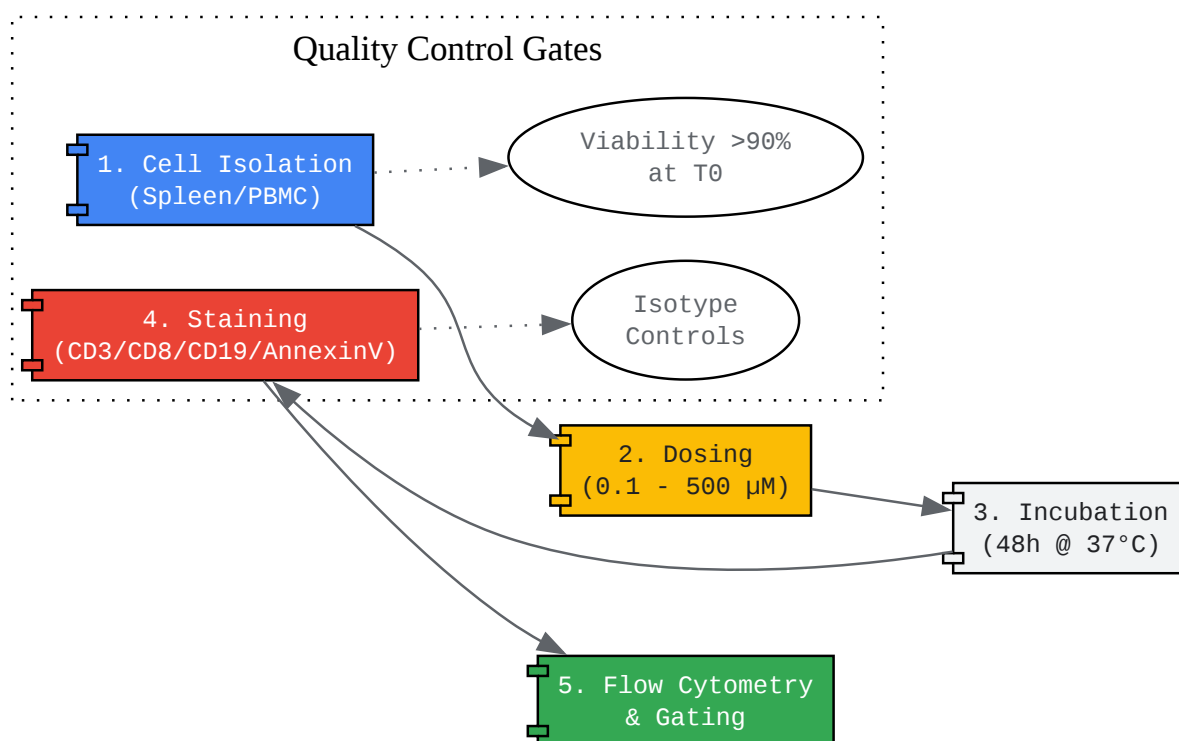 Quality Control Gates
1. Cell Isolation
(Spleen/PBMC)
Viability >90%
at T0
4. Staining
(CD3/CD8/CD19/AnnexinV)
Isotype
Controls
2. Dosing
(0.1 - 500 µM)
3. Incubation
(48h @ 37°C)
5. Flow Cytometry
& Gating